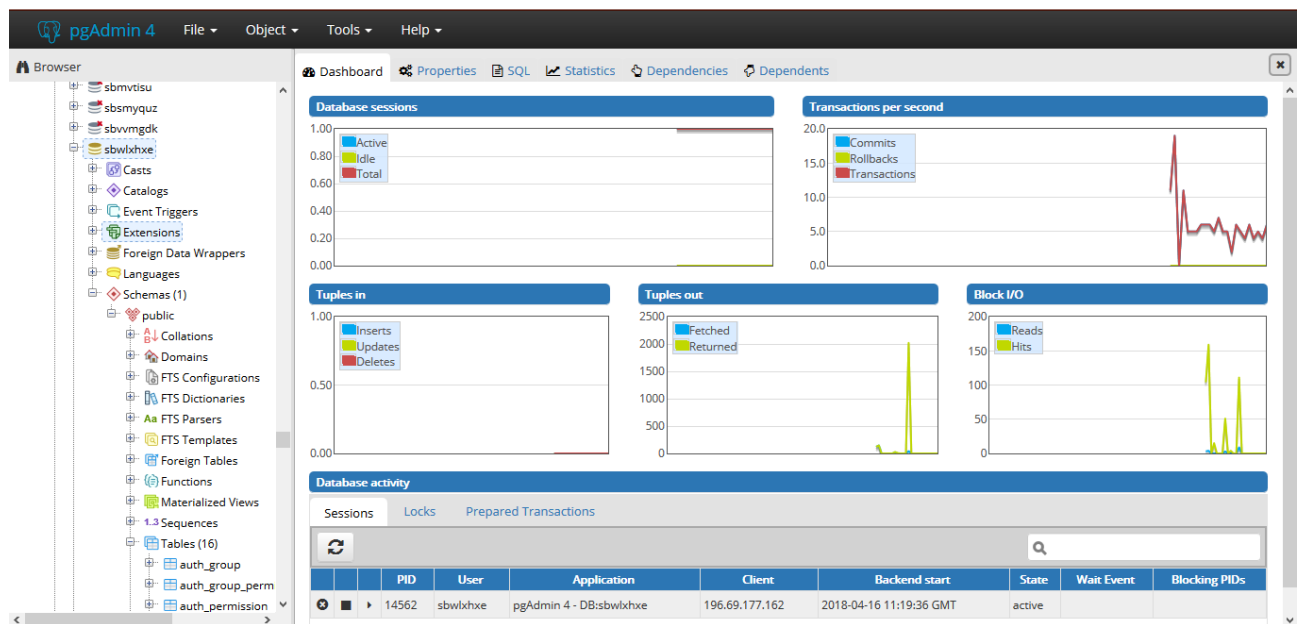 pgAdmin 4 File Object Tools Help
Browser
Dashboard Properties SQL Statistics Dependencies Dependents
sbmvtisu
sbsmyquz
sbvvmgdk
sbwlxhxe
Casts
Catalogs
Event Triggers
Extensions
Foreign Data Wrappers
Languages
Schemas (1)
public
Collations
Domains
FTS Configurations
FTS Dictionaries
Aa FTS Parsers
FTS Templates
Foreign Tables
Functions
Materialized Views
1..3 Sequences
Tables (16)
auth_group
auth_group_perm
auth_permission
Database sessions
1.00
0.80
0.60
0.40
0.20
0.00
Active
Idle
Total
Transactions per second
20.0
15.0
10.0
5.0
0.0
Commits
Rollbacks
Transactions
Tuples in
1.00
0.50
0.00
Inserts
Updates
Deletes
Tuples out
2500
2000
1500
1000
500
0
Fetched
Returned
Block I/O
200
150
100
50
0
Reads
Hits
Database activity
Sessions Locks Prepared Transactions
PID User Application Client Backend start State Wait Event Blocking PIDs
14562 sbwlxhxe pgAdmin 4 - DB:sbwlxhxe 196.69.177.162 2018-04-16 11:19:36 GMT active